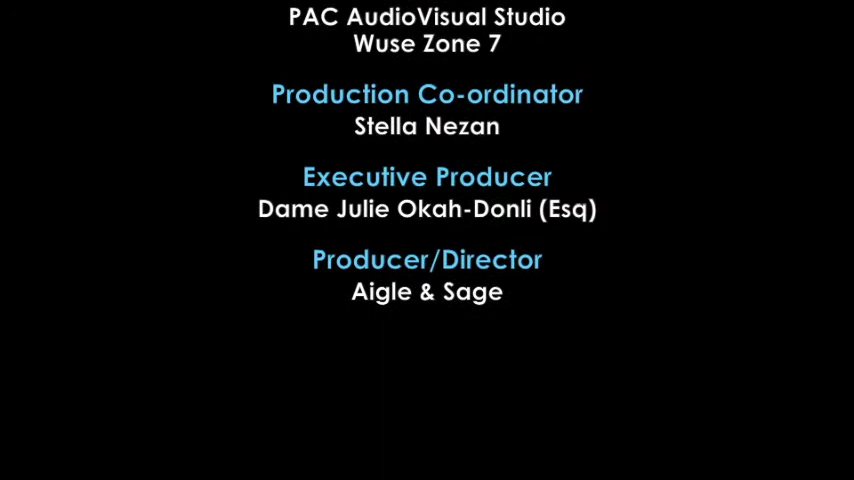 PAC AudioVisual Studio
Wuse Zone 7
Production Co-ordinator
Stella Nezan
Executive Producer
Dame Julie Okah-Donli (Esq)
Producer/Director
Aigle & Sage